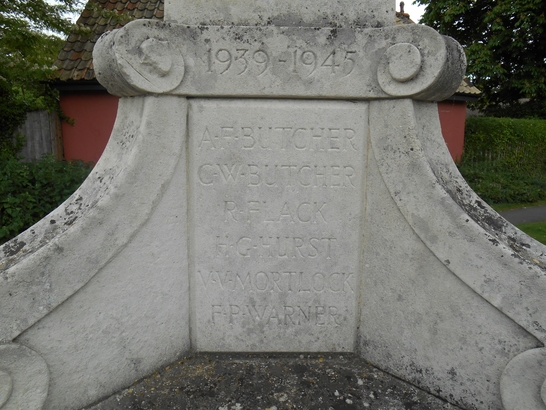 1939-1945
A·F·BUTCHER
C·W·BUTCHER
R·FLACK
H·G·HURST
V·V·MORTLOCK
F·P·WARNER